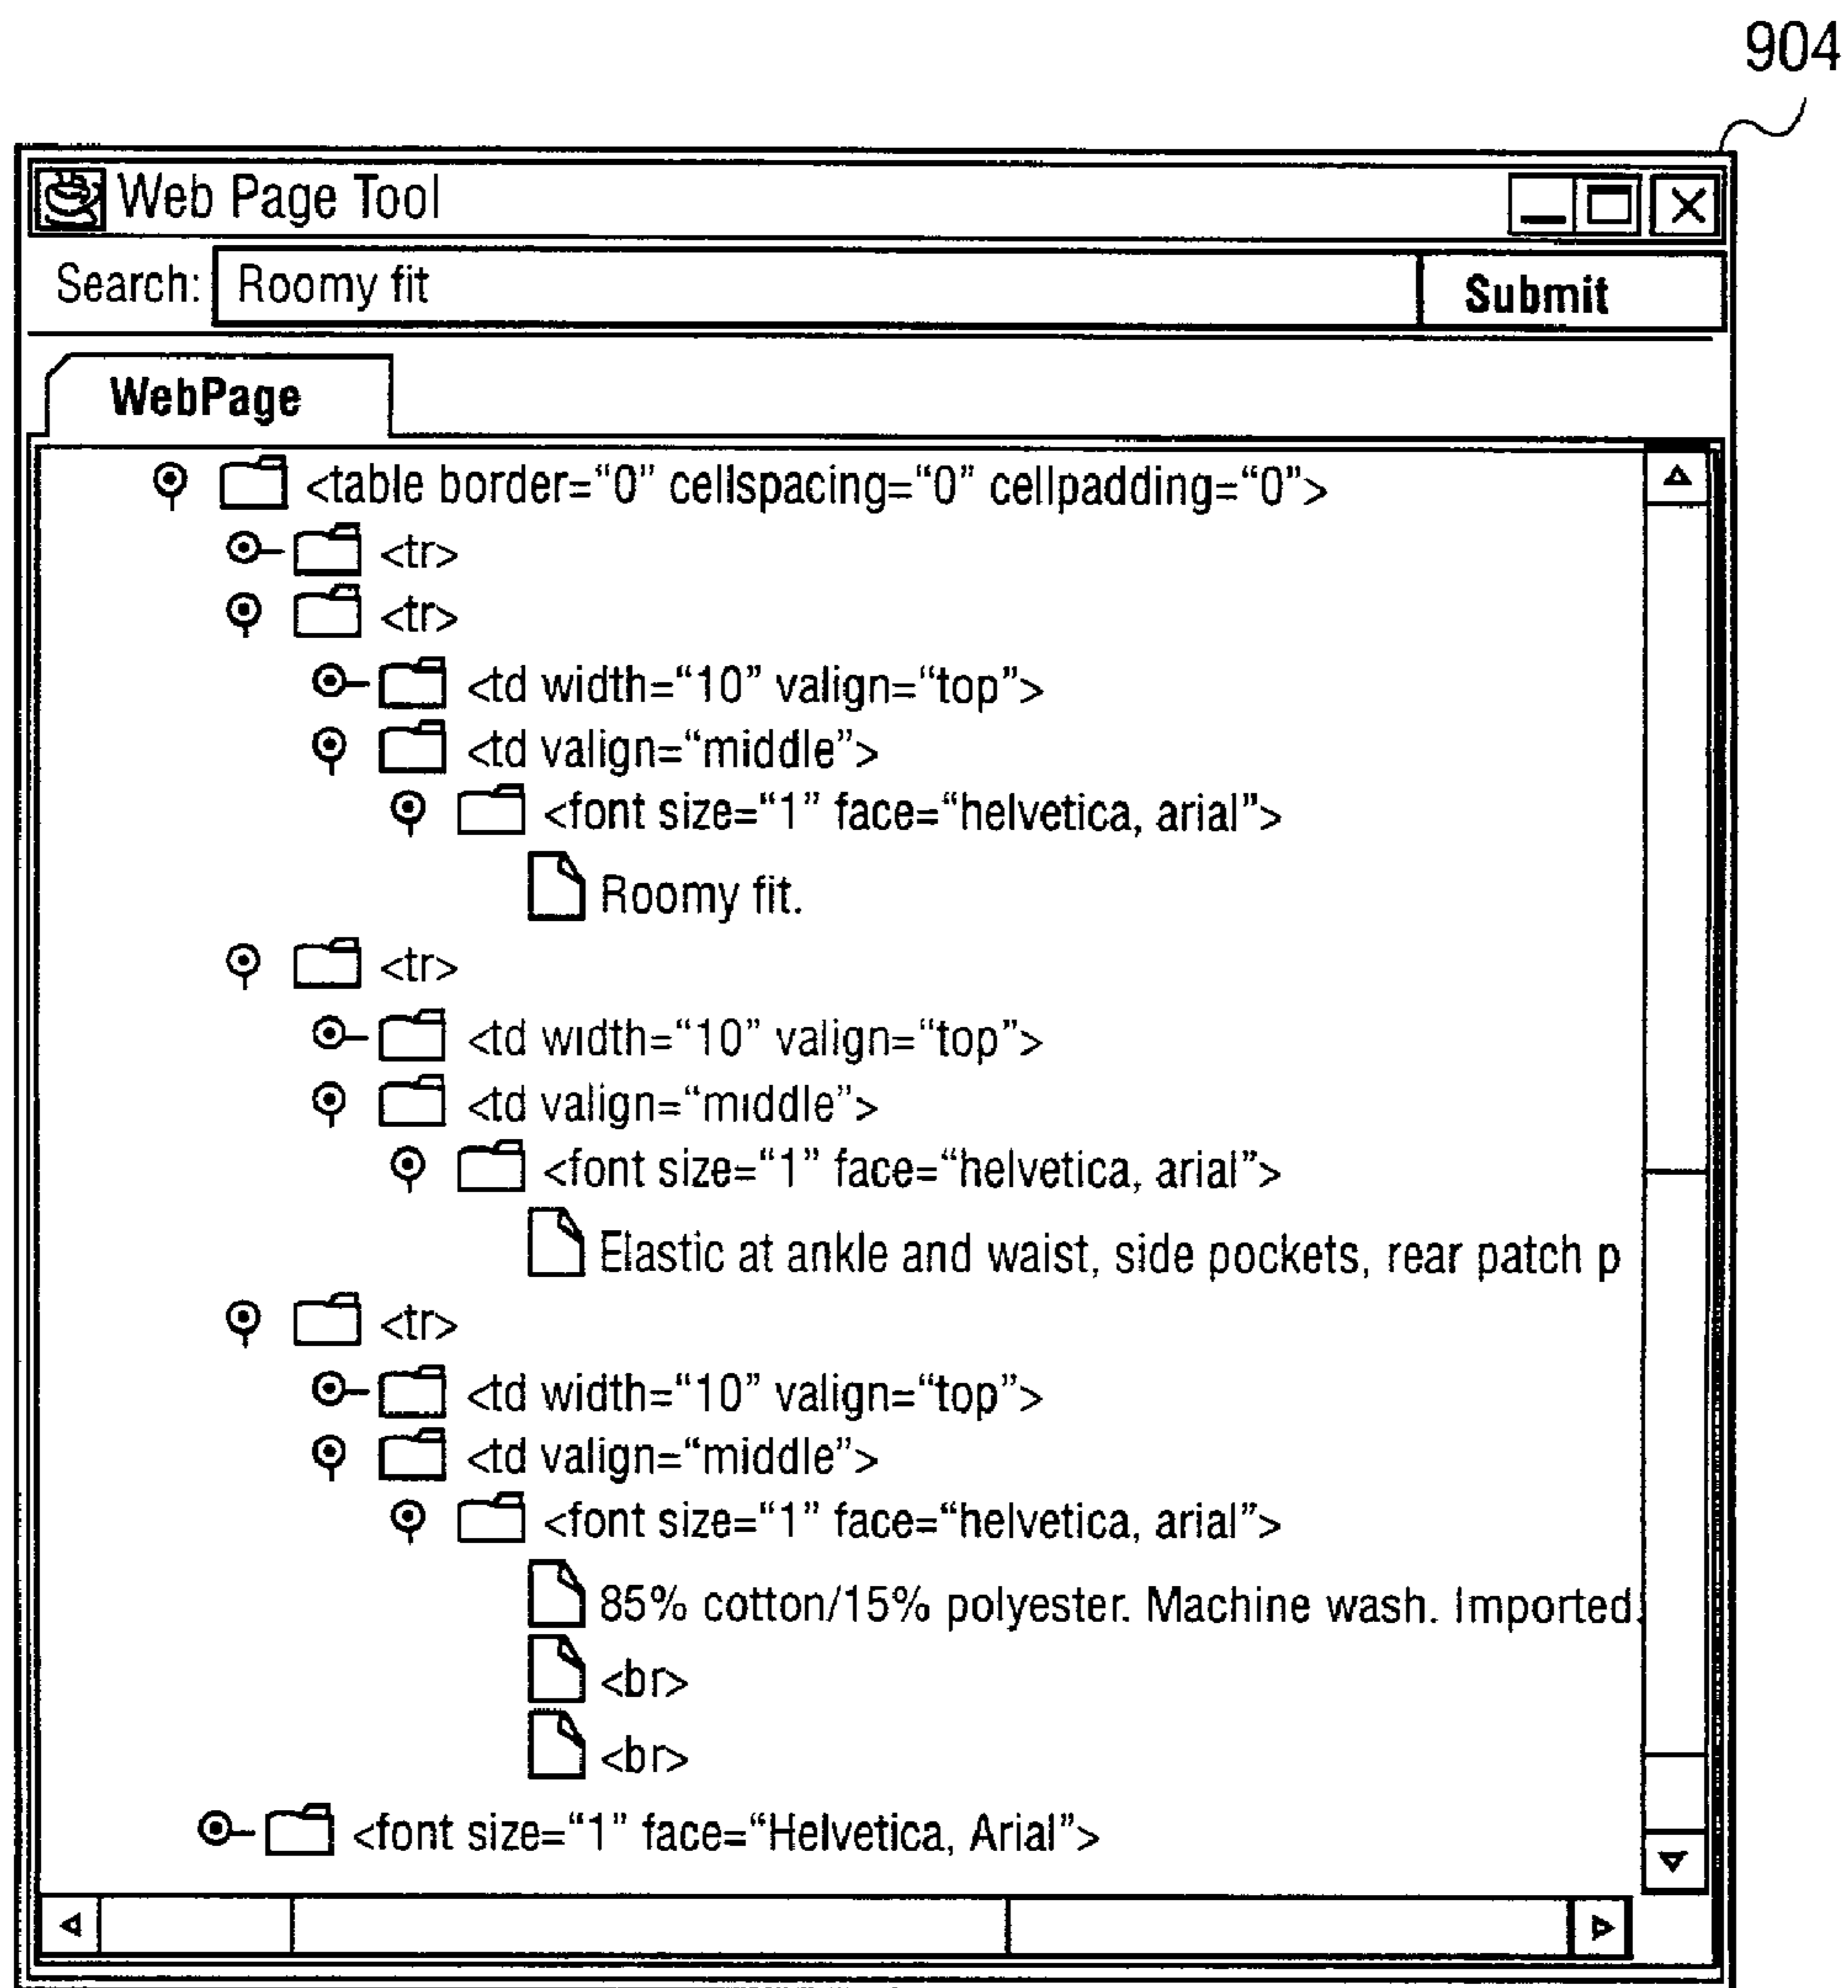 904
Web Page Tool
Search: Roomy fit Submit
WebPage
<table border=“0” cellspacing=“0” cellpadding=“0”>
<tr>
<tr>
<td width=“10” valign=“top”>
<td valign=“middle”>
<font size=“1” face=“helvetica, arial”>
Roomy fit.
<tr>
<td width=“10” valign=“top”>
<td valign=“middle”>
<font size=“1” face=“helvetica, arial”>
Elastic at ankle and waist, side pockets, rear patch p
<tr>
<td width=“10” valign=“top”>
<td valign=“middle”>
<font size=“1” face=“helvetica, arial”>
85% cotton/15% polyester. Machine wash. Imported.
<br>
<br>
<font size=“1” face=“Helvetica, Arial”>